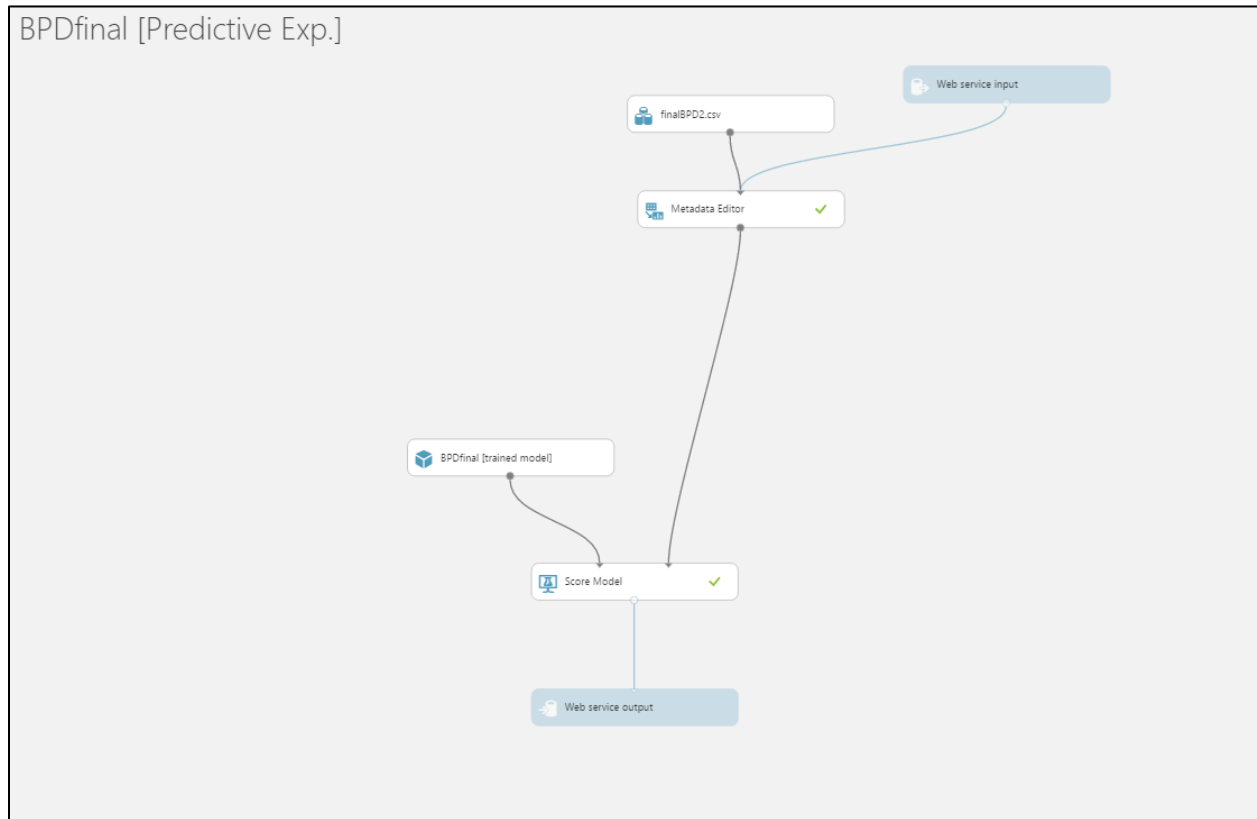 BPDfinal [Predictive Exp.]
Web service input
finalBPD2.csv
Metadata Editor
BPDfinal [trained model]
Score Model
Web service output